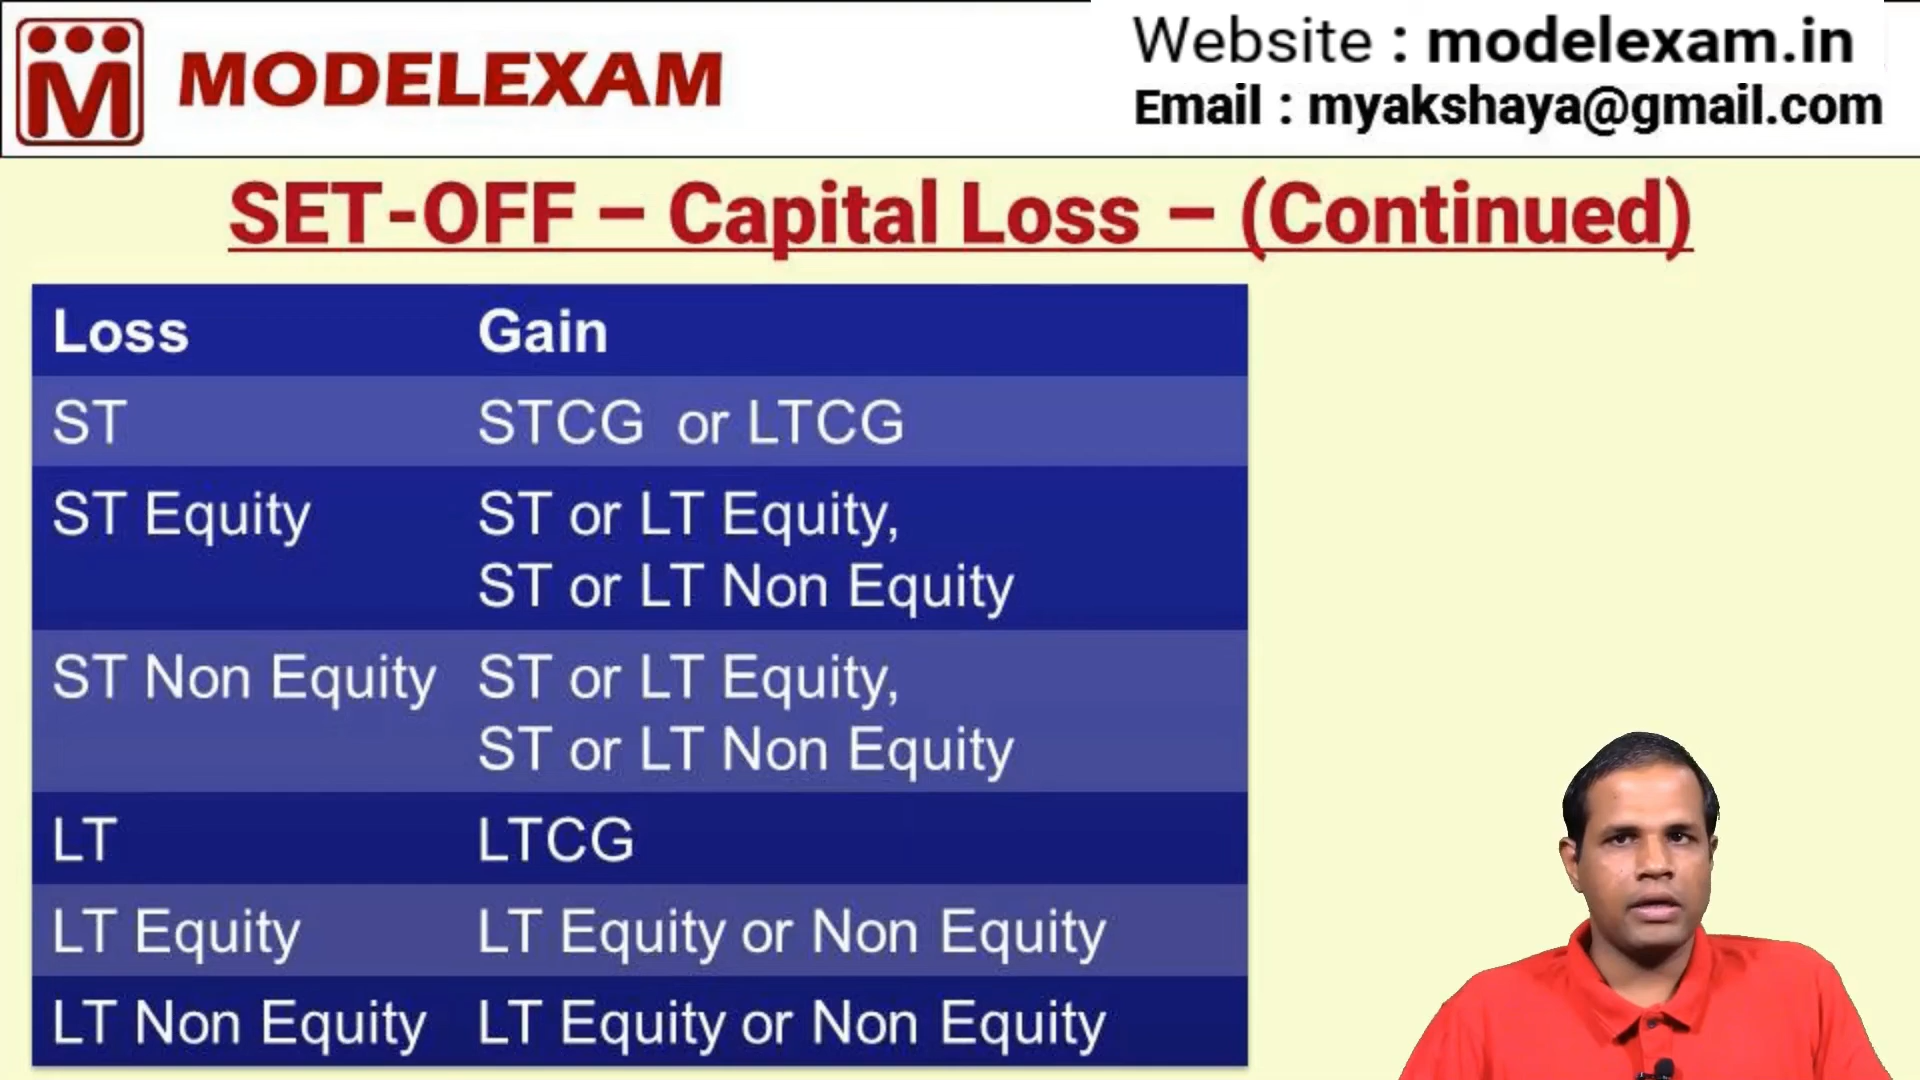 MODELEXAM
Website : modelexam.in
Email : myakshaya@gmail.com
SET-OFF – Capital Loss – (Continued)
Loss Gain
ST STCG or LTCG
ST Equity ST or LT Equity,
ST or LT Non Equity
ST Non Equity ST or LT Equity,
ST or LT Non Equity
LT LTCG
LT Equity LT Equity or Non Equity
LT Non Equity LT Equity or Non Equity